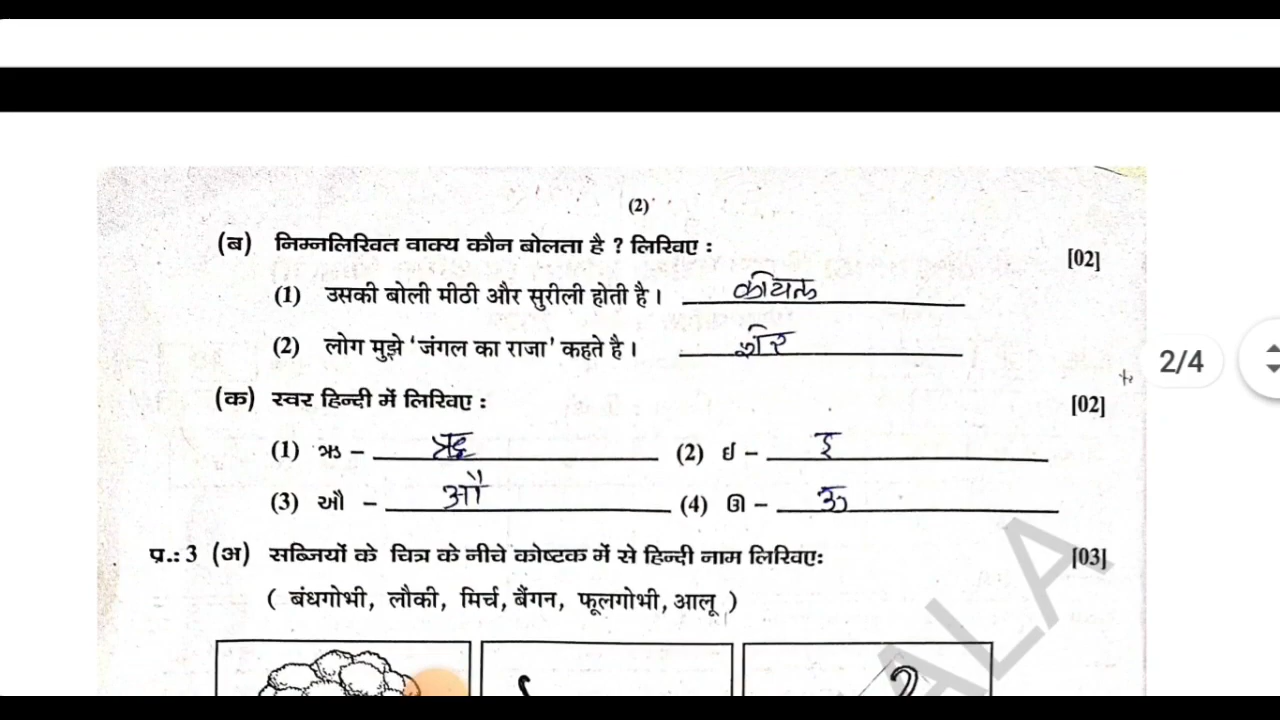 (2)
(ब) निम्नलिखित वाक्य कौन बोलता है ? लिखिए : [02]
(1) उसकी बोली मीठी और सुरीली होती है । कोयल
(2) लोग मुझे ‘जंगल का राजा’ कहते है । शेर
2/4
(क) स्वर हिन्दी में लिखिए : [02]
(1) ઋ – ऋ (2) ઇ – इ
(3) ઔ – औ (4) ઊ – ऊ
प्र.: 3 (अ) सब्जियों के चित्र के नीचे कोष्टक में से हिन्दी नाम लिखिएः [03]
( बंधगोभी, लौकी, मिर्च, बैंगन, फूलगोभी, आलू )
ALA